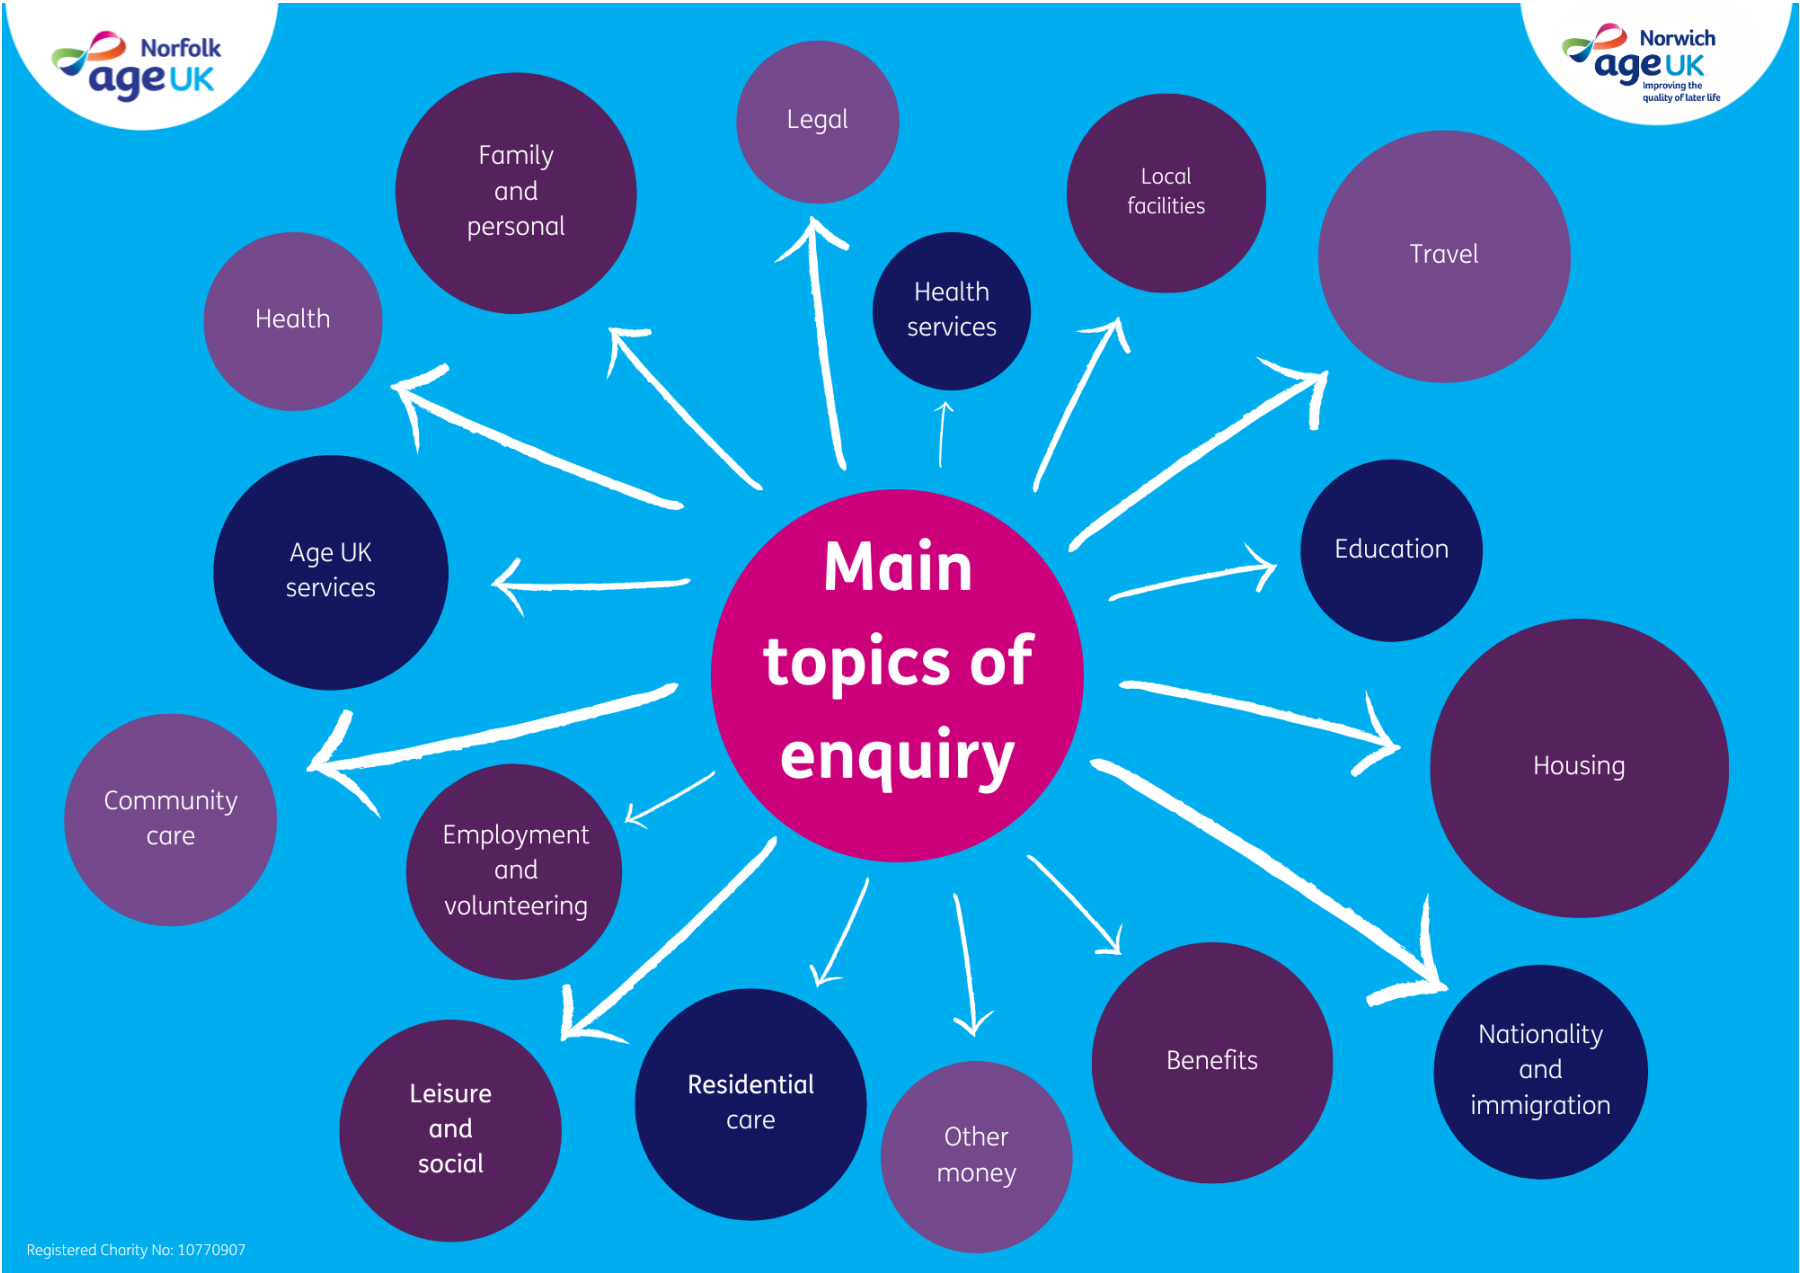 Norfolk
age UK
Norwich
age UK
Improving the
quality of later life
Legal
Family
and
personal
Local
facilities
Travel
Health
Health
services
Age UK
services
Education
Main
topics of
enquiry
Community
care
Employment
and
volunteering
Housing
Leisure
and
social
Residential
care
Other
money
Benefits
Nationality
and
immigration
Registered Charity No: 10770907